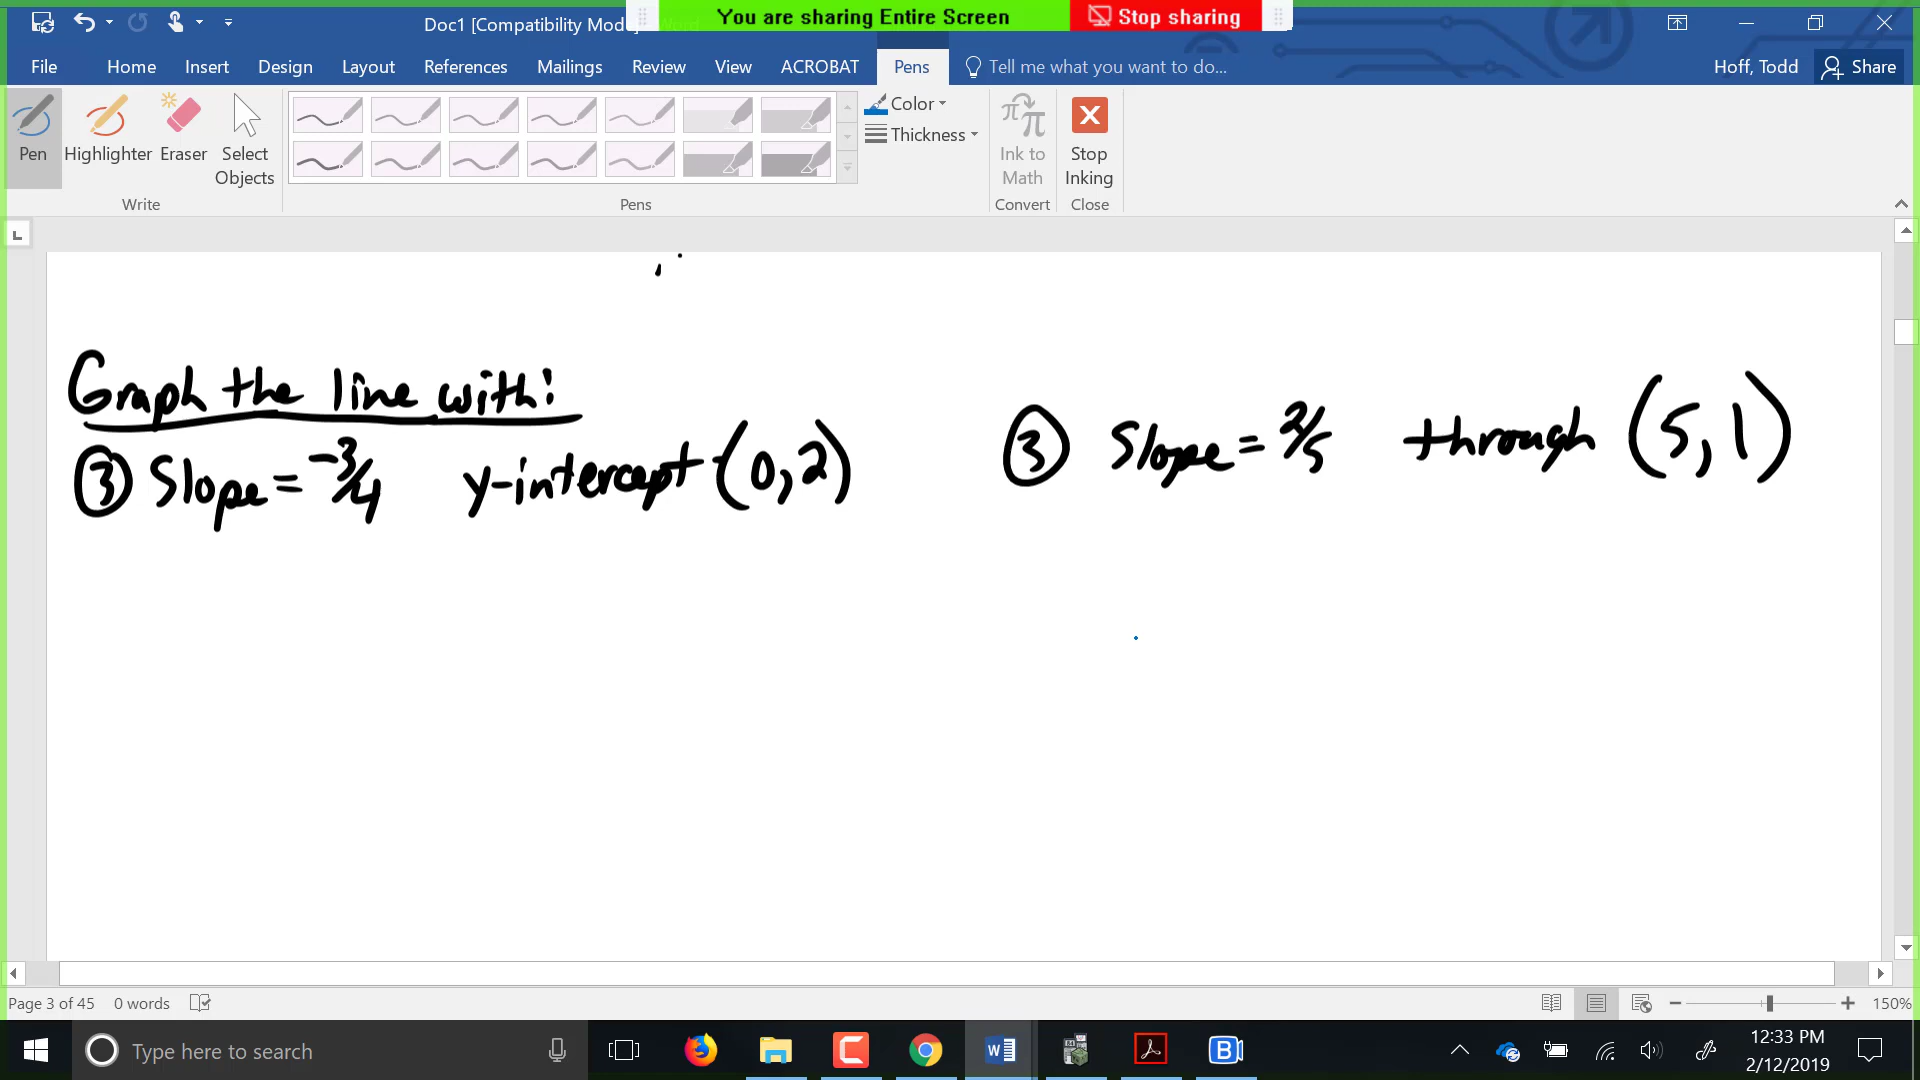 Doc1 [Compatibility Mod
You are sharing Entire Screen
Stop sharing
File Home Insert Design Layout References Mailings Review View ACROBAT Pens Tell me what you want to do... Hoff, Todd Share
Pen Highlighter Eraser Select Objects
Color
Thickness
Ink to Math
Stop Inking
Write Pens Convert Close
Graph the line with:
③ Slope = -3/4 y-intercept (0,2)
③ Slope = 2/5 through (5,1)
Page 3 of 45 0 words
150%
Type here to search
12:33 PM
2/12/2019